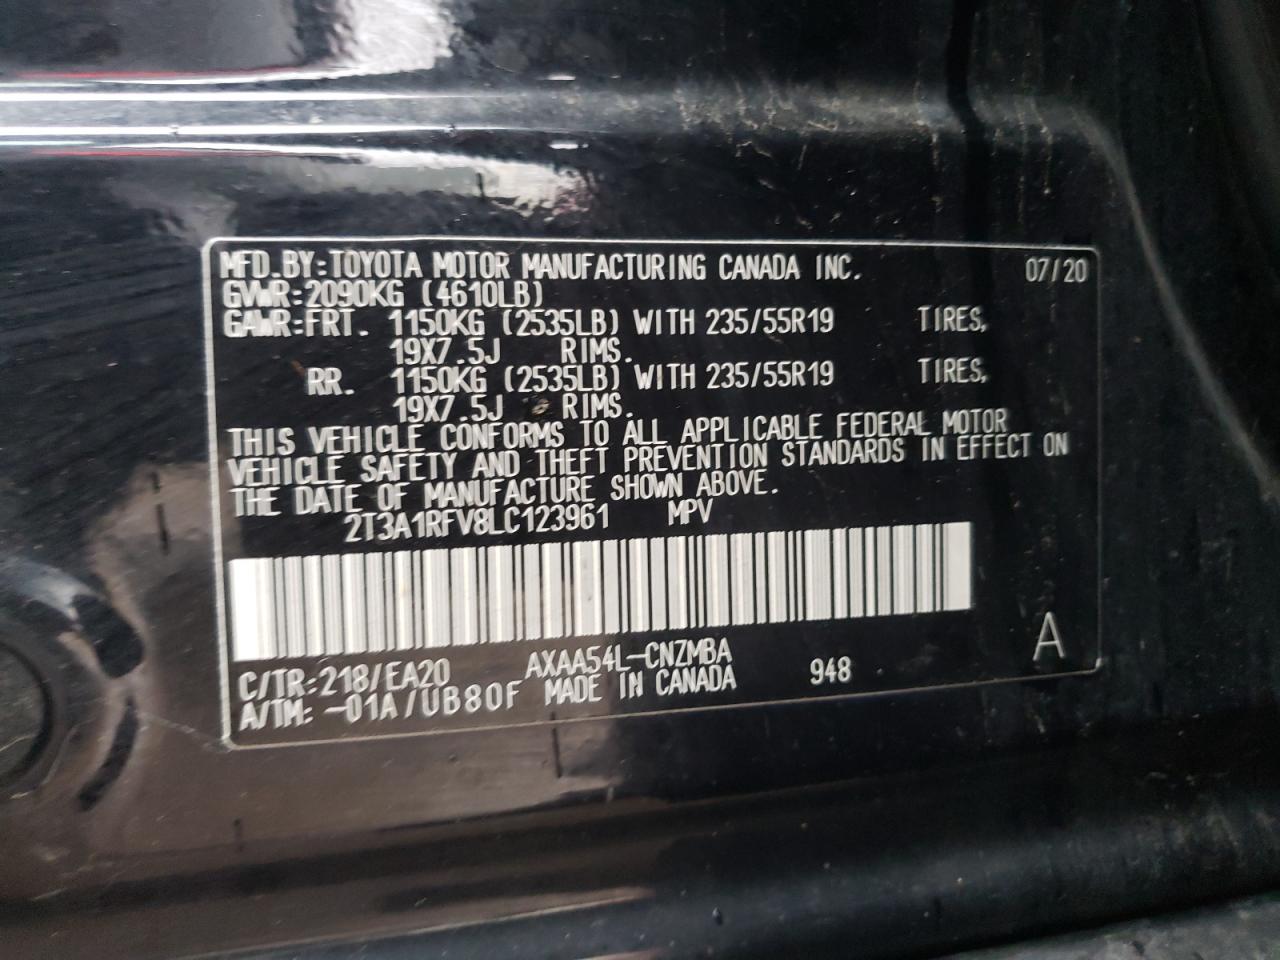 MFD.BY:TOYOTA MOTOR MANUFACTURING CANADA INC. 07/20
GVWR:2090KG (4610LB)
GAWR:FRT. 1150KG (2535LB) WITH 235/55R19 TIRES,
19X7.5J RIMS.
RR. 1150KG (2535LB) WITH 235/55R19 TIRES,
19X7.5J RIMS.
THIS VEHICLE CONFORMS TO ALL APPLICABLE FEDERAL MOTOR
VEHICLE SAFETY AND THEFT PREVENTION STANDARDS IN EFFECT ON
THE DATE OF MANUFACTURE SHOWN ABOVE.
2T3A1RFV8LC123961 MPV
C/TR:218/EA20 AXAA54L-CNZMBA 948 A
A/TM:-01A/UB80F MADE IN CANADA